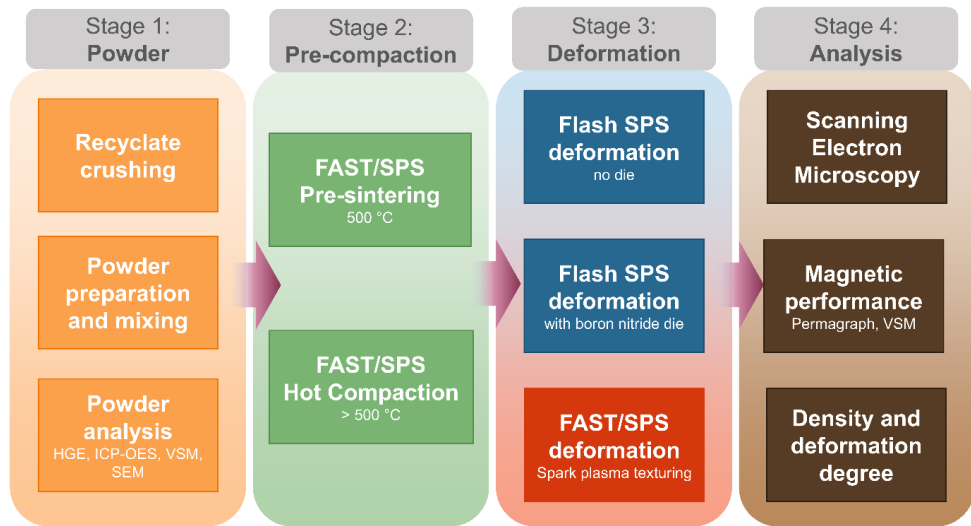 Stage 1:
Powder
Recyclate
crushing
Powder
preparation
and mixing
Powder
analysis
HGE, ICP-OES, VSM,
SEM
Stage 2:
Pre-compaction
FAST/SPS
Pre-sintering
500 °C
FAST/SPS
Hot Compaction
> 500 °C
Stage 3:
Deformation
Flash SPS
deformation
no die
Flash SPS
deformation
with boron nitride die
FAST/SPS
deformation
Spark plasma texturing
Stage 4:
Analysis
Scanning
Electron
Microscopy
Magnetic
performance
Permagraph, VSM
Density and
deformation
degree